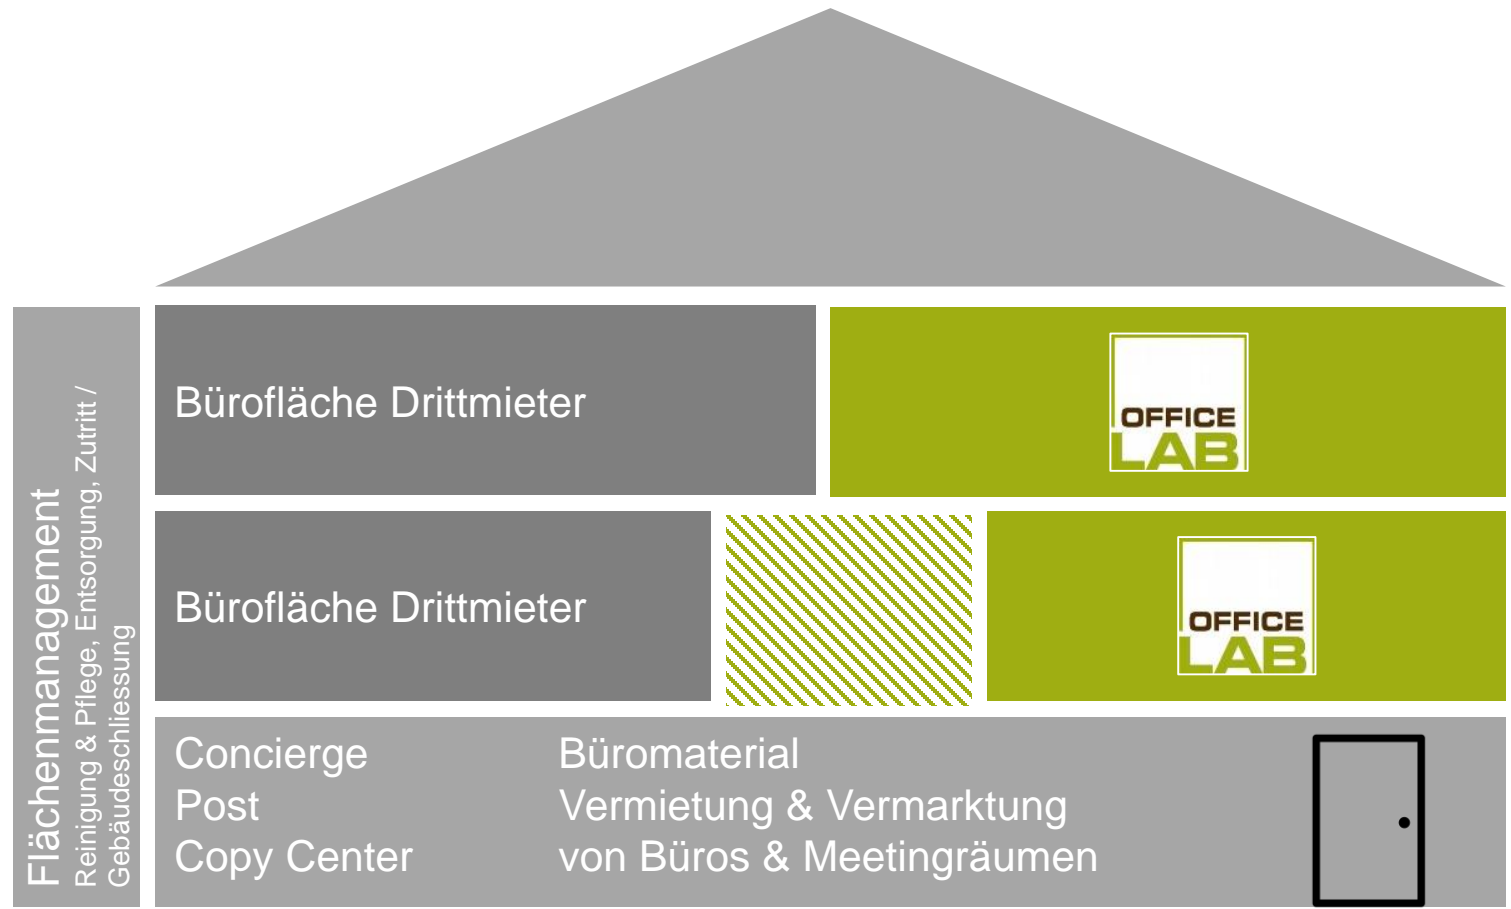 Flächenmanagement
Reinigung & Pflege, Entsorgung, Zutritt /
Gebäudeschliessung
Bürofläche Drittmieter
OFFICE
LAB
Bürofläche Drittmieter
OFFICE
LAB
Concierge
Post
Copy Center
Büromaterial
Vermietung & Vermarktung
von Büros & Meetingräumen